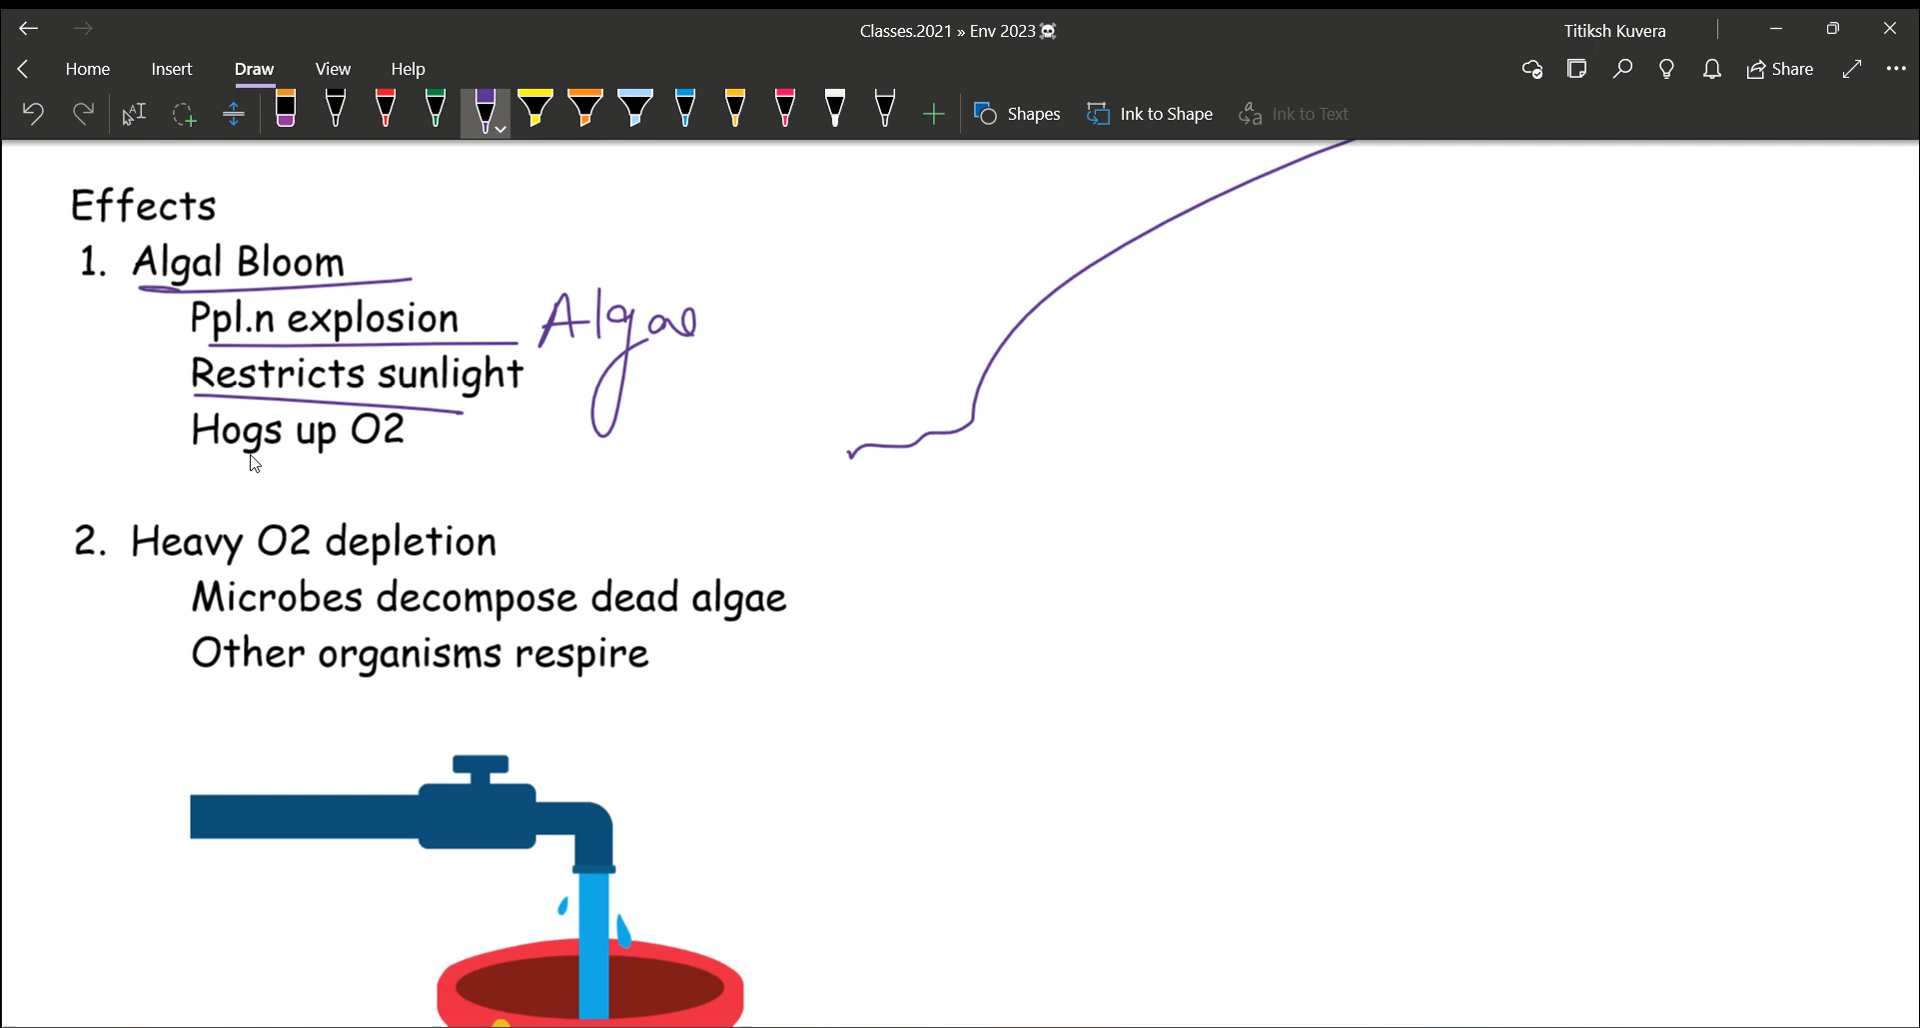 Classes.2021 » Env 2023☠
Titiksh Kuvera
Home Insert Draw View Help
Share
Shapes Ink to Shape Ink to Text
Effects
1. Algal Bloom
Ppl.n explosion Algae
Restricts sunlight
Hogs up O2
2. Heavy O2 depletion
Microbes decompose dead algae
Other organisms respire